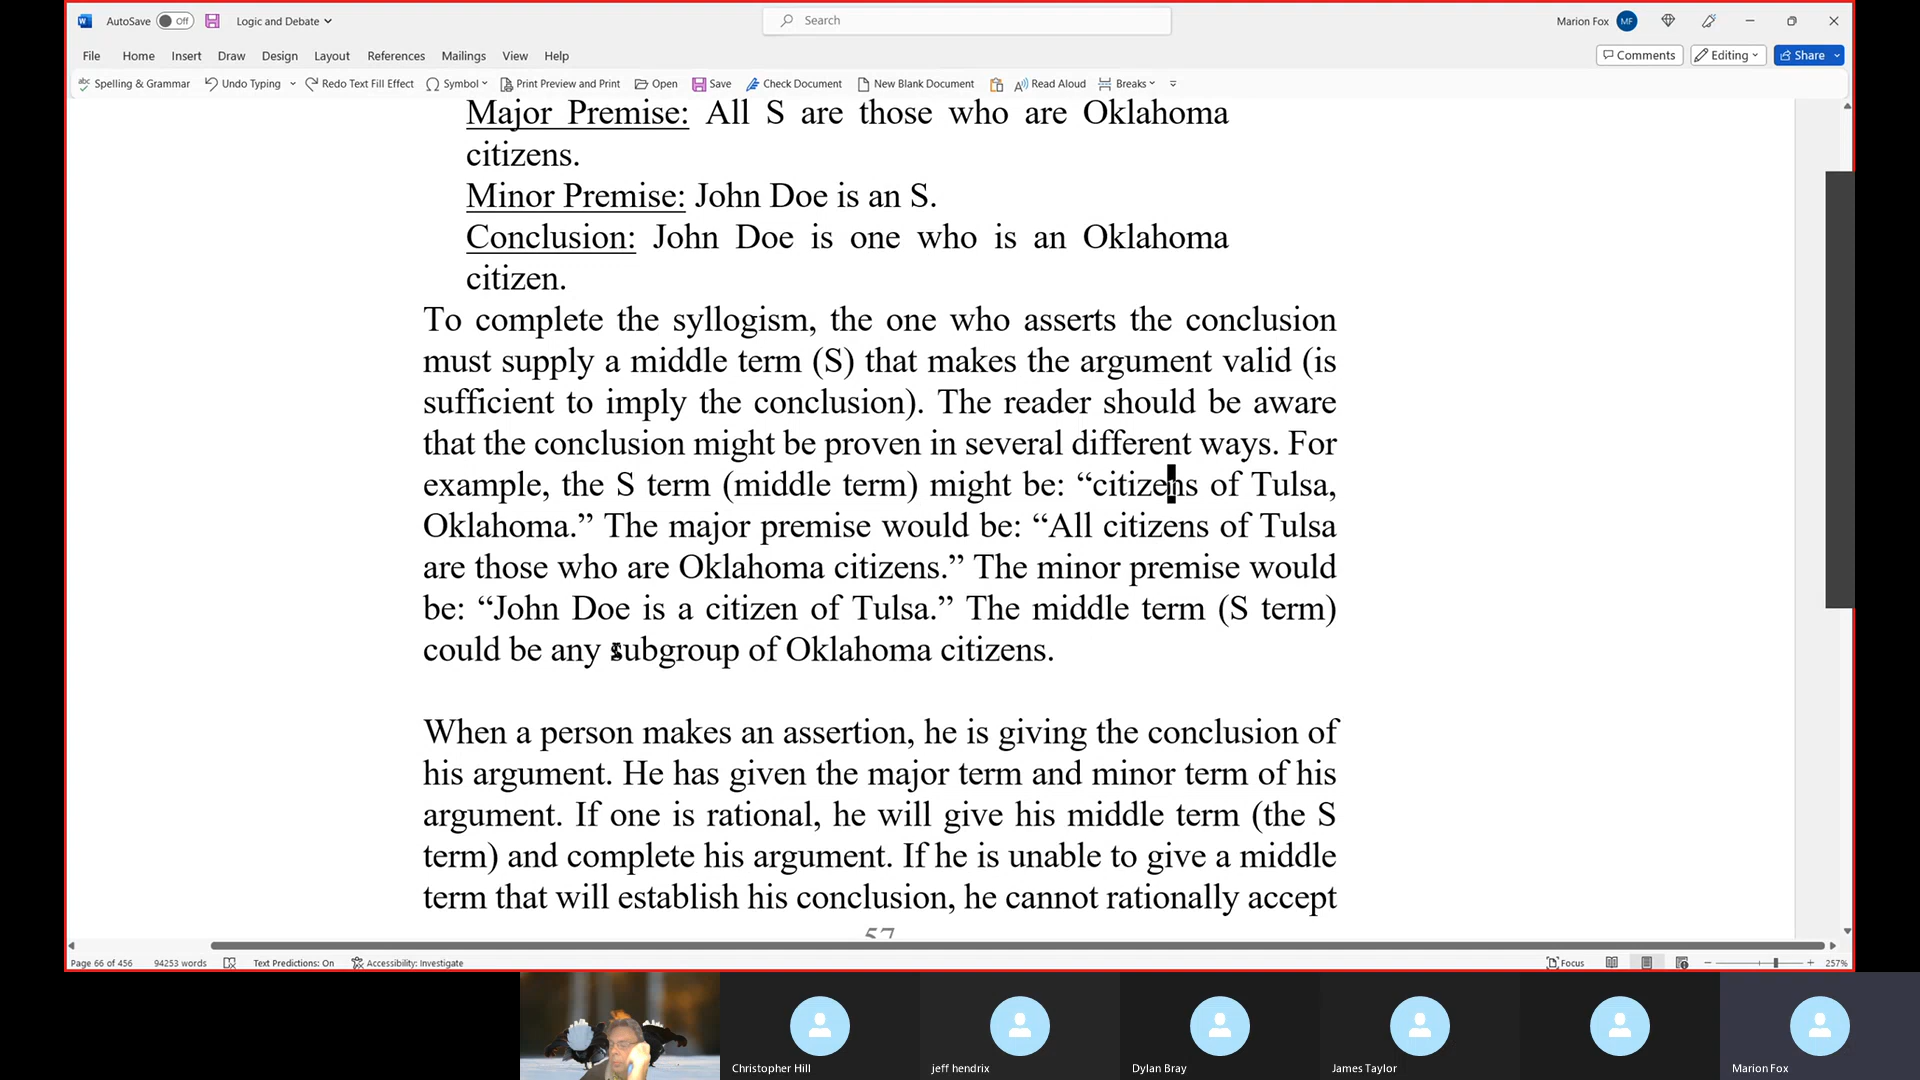 AutoSave Off Logic and Debate Search Marion Fox MF
File Home Insert Draw Design Layout References Mailings View Help Comments Editing Share
Spelling & Grammar Undo Typing Redo Text Fill Effect Symbol Print Preview and Print Open Save Check Document New Blank Document Read Aloud Breaks
Major Premise: All S are those who are Oklahoma
citizens.
Minor Premise: John Doe is an S.
Conclusion: John Doe is one who is an Oklahoma
citizen.
To complete the syllogism, the one who asserts the conclusion
must supply a middle term (S) that makes the argument valid (is
sufficient to imply the conclusion). The reader should be aware
that the conclusion might be proven in several different ways. For
example, the S term (middle term) might be: “citizens of Tulsa,
Oklahoma.” The major premise would be: “All citizens of Tulsa
are those who are Oklahoma citizens.” The minor premise would
be: “John Doe is a citizen of Tulsa.” The middle term (S term)
could be any subgroup of Oklahoma citizens.
When a person makes an assertion, he is giving the conclusion of
his argument. He has given the major term and minor term of his
argument. If one is rational, he will give his middle term (the S
term) and complete his argument. If he is unable to give a middle
term that will establish his conclusion, he cannot rationally accept
57
Page 66 of 456 94253 words Text Predictions: On Accessibility: Investigate Focus 257%
Christopher Hill jeff hendrix Dylan Bray James Taylor Marion Fox